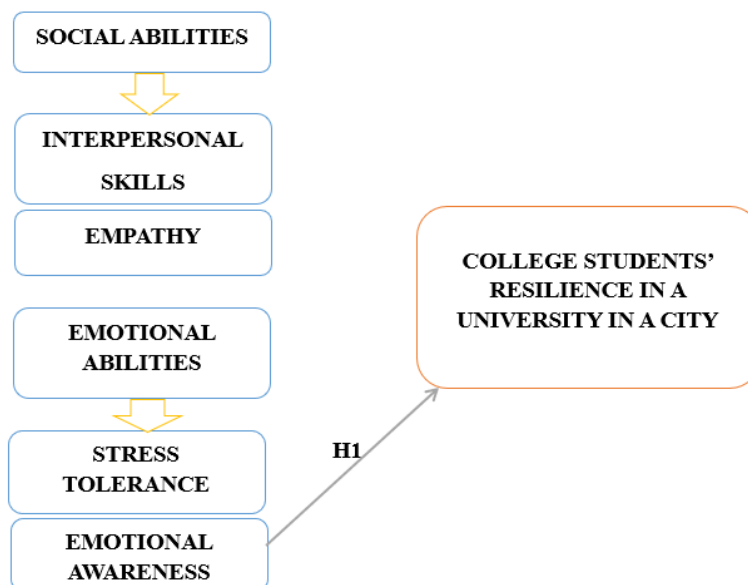 SOCIAL ABILITIES
INTERPERSONAL
SKILLS
EMPATHY
EMOTIONAL
ABILITIES
STRESS
TOLERANCE
EMOTIONAL
AWARENESS
H1
COLLEGE STUDENTS’
RESILIENCE IN A
UNIVERSITY IN A CITY